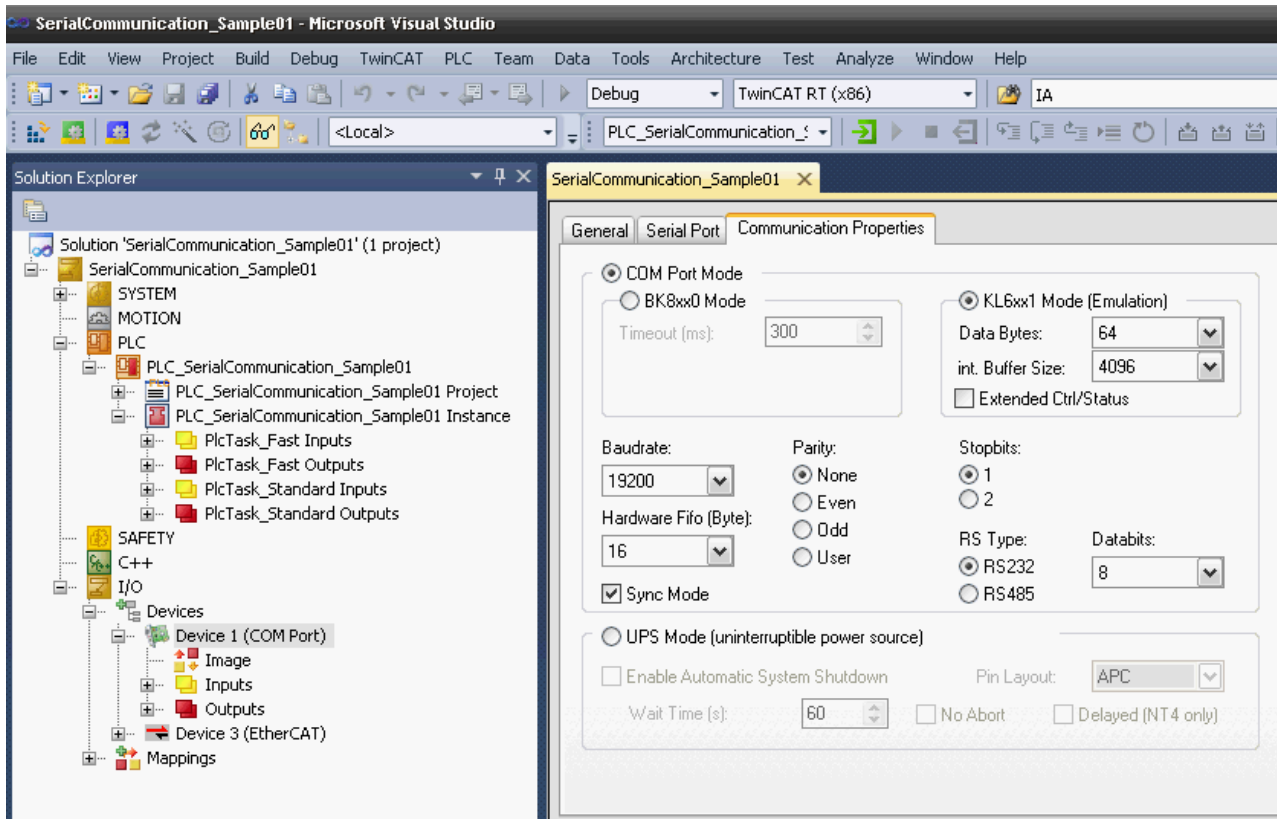 SerialCommunication_Sample01 - Microsoft Visual Studio
File Edit View Project Build Debug TwinCAT PLC Team Data Tools Architecture Test Analyze Window Help
Debug TwinCAT RT (x86) IA
<Local> PLC_SerialCommunication_
Solution Explorer
Solution 'SerialCommunication_Sample01' (1 project)
SerialCommunication_Sample01
SYSTEM
MOTION
PLC
PLC_SerialCommunication_Sample01
PLC_SerialCommunication_Sample01 Project
PLC_SerialCommunication_Sample01 Instance
PlcTask_Fast Inputs
PlcTask_Fast Outputs
PlcTask_Standard Inputs
PlcTask_Standard Outputs
SAFETY
C++
I/O
Devices
Device 1 (COM Port)
Image
Inputs
Outputs
Device 3 (EtherCAT)
Mappings
SerialCommunication_Sample01
General Serial Port Communication Properties
COM Port Mode
BK8xx0 Mode
Timeout (ms): 300
KL6xx1 Mode (Emulation)
Data Bytes: 64
int. Buffer Size: 4096
Extended Ctrl/Status
Baudrate:
19200
Hardware Fifo (Byte):
16
Sync Mode
Parity:
None
Even
Odd
User
Stopbits:
1
2
RS Type:
RS232
RS485
Databits:
8
UPS Mode (uninterruptible power source)
Enable Automatic System Shutdown Pin Layout: APC
Wait Time (s): 60 No Abort Delayed (NT4 only)